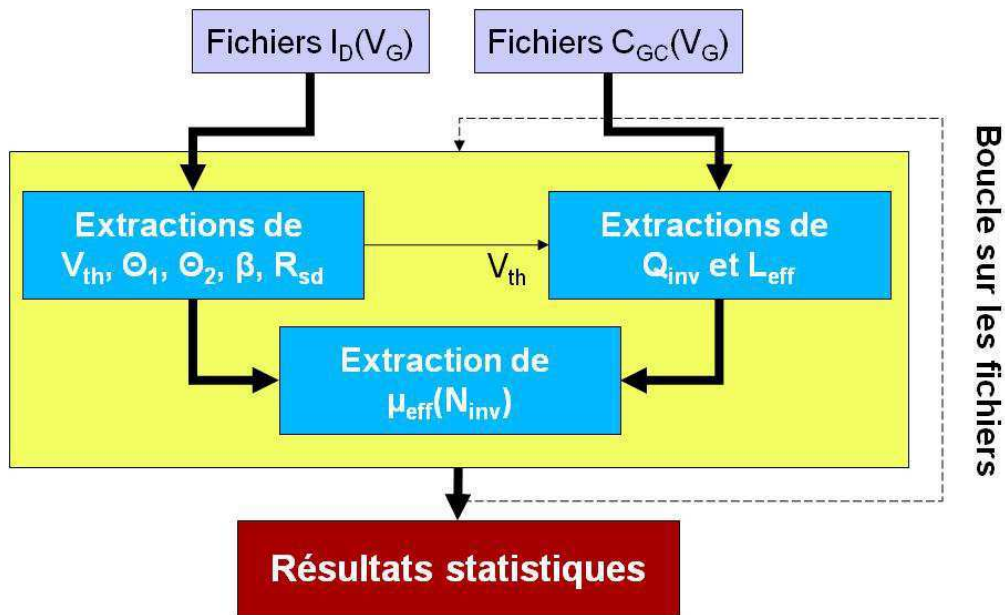 Fichiers I_D(V_G)
Fichiers C_GC(V_G)
Boucle sur les fichiers
Extractions de
V_th, Θ_1, Θ_2, β, R_sd
V_th
Extractions de
Q_inv et L_eff
Extraction de
μ_eff(N_inv)
Résultats statistiques